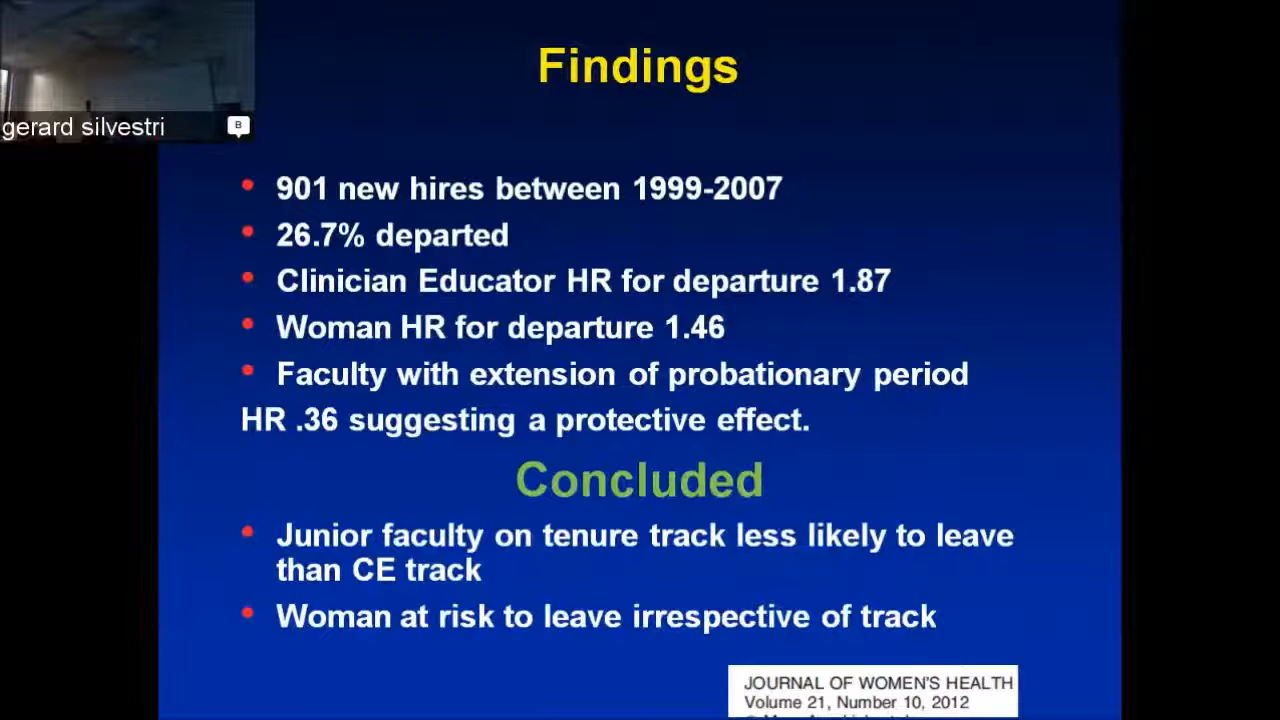 Findings
gerard silvestri
B
• 901 new hires between 1999-2007
• 26.7% departed
• Clinician Educator HR for departure 1.87
• Woman HR for departure 1.46
• Faculty with extension of probationary period
HR .36 suggesting a protective effect.
Concluded
• Junior faculty on tenure track less likely to leave
than CE track
• Woman at risk to leave irrespective of track
JOURNAL OF WOMEN'S HEALTH
Volume 21, Number 10, 2012